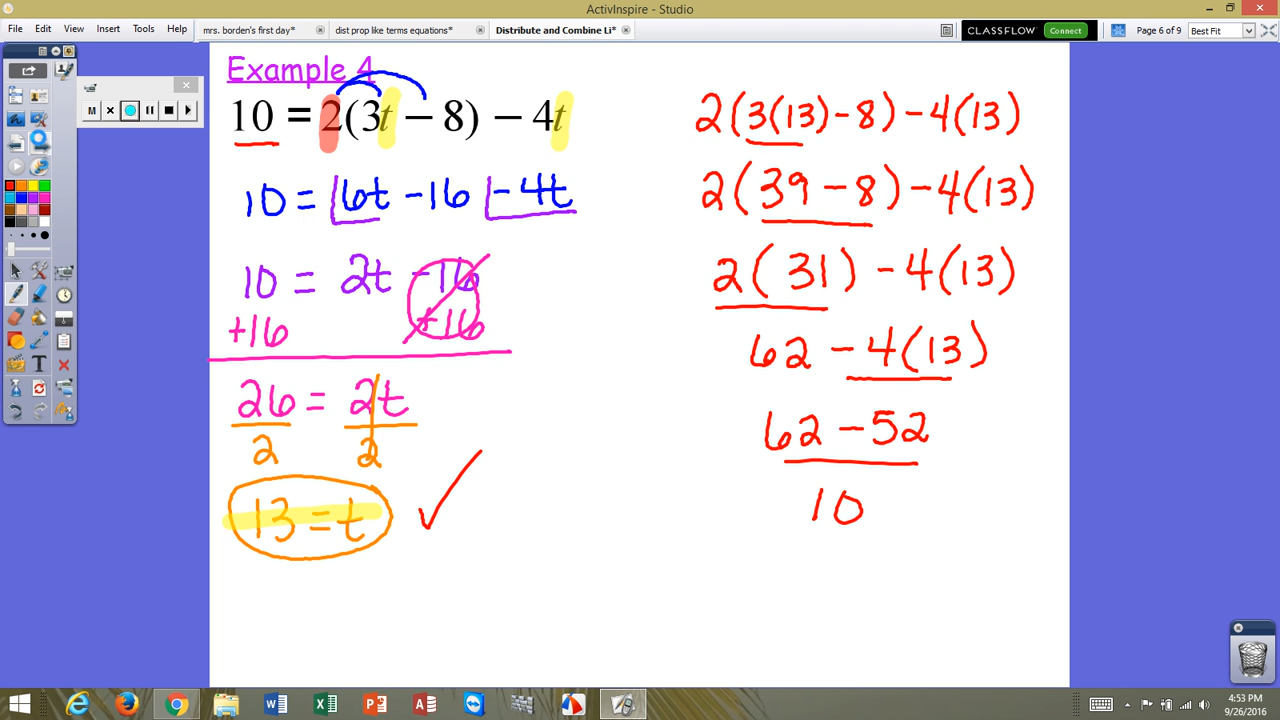 ActivInspire - Studio
File Edit View Insert Tools Help
mrs. borden's first day*
dist prop like terms equations*
Distribute and Combine Li*
CLASSFLOW Connect
Page 6 of 9
Best Fit
M
Example 4
10 = 2(3t − 8) − 4t
10 = 6t -16 -4t
10 = 2t -16
+16 +16
26 = 2t
2 2
13 = t ✓
2(3(13)-8)-4(13)
2(39-8)-4(13)
2(31)-4(13)
62-4(13)
62-52
10
4:53 PM
9/26/2016